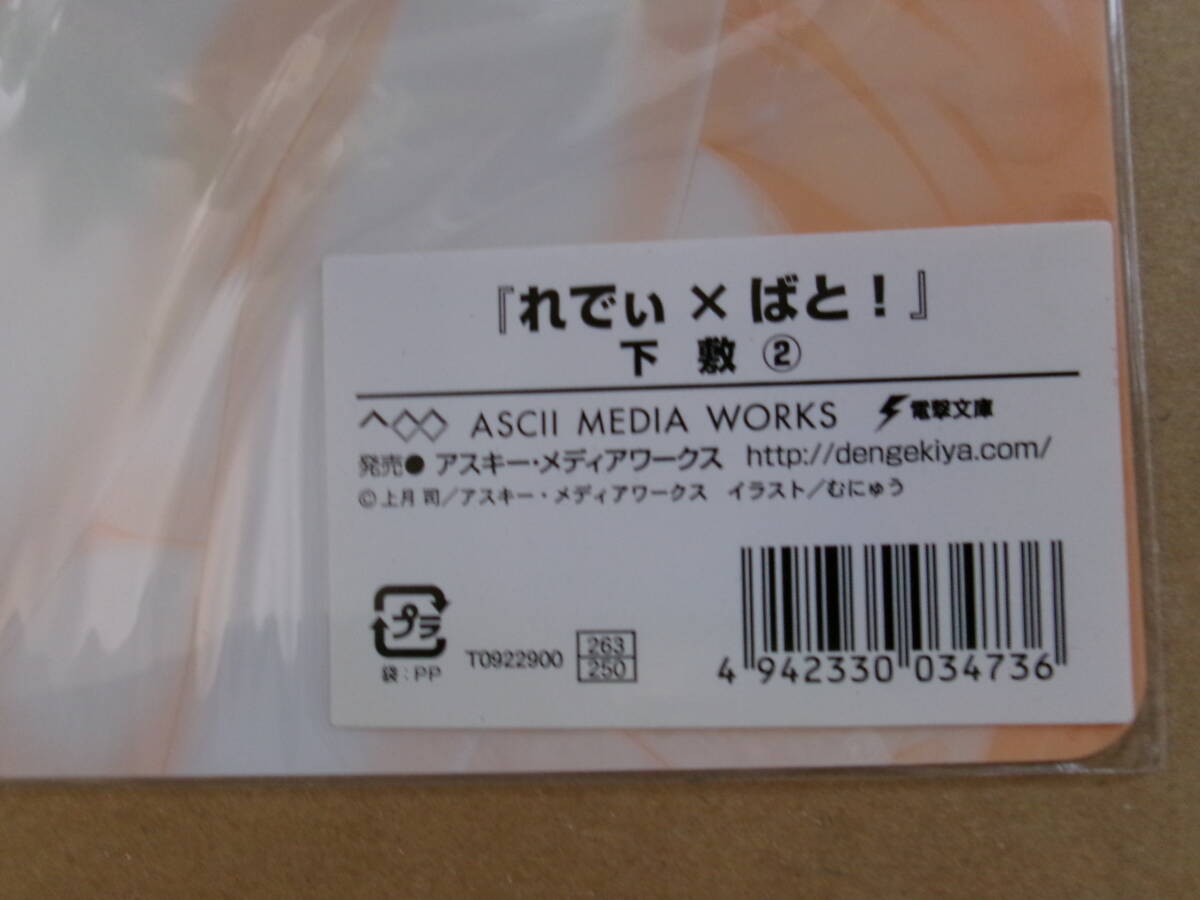 『れでぃ×ばと！』
下敷②
ASCII MEDIA WORKS 電撃文庫
発売●アスキー・メディアワークス http://dengekiya.com/
©上月 司／アスキー・メディアワークス イラスト／むにゅう
プラ
袋：PP
T0922900
263
250
4 942330 034736